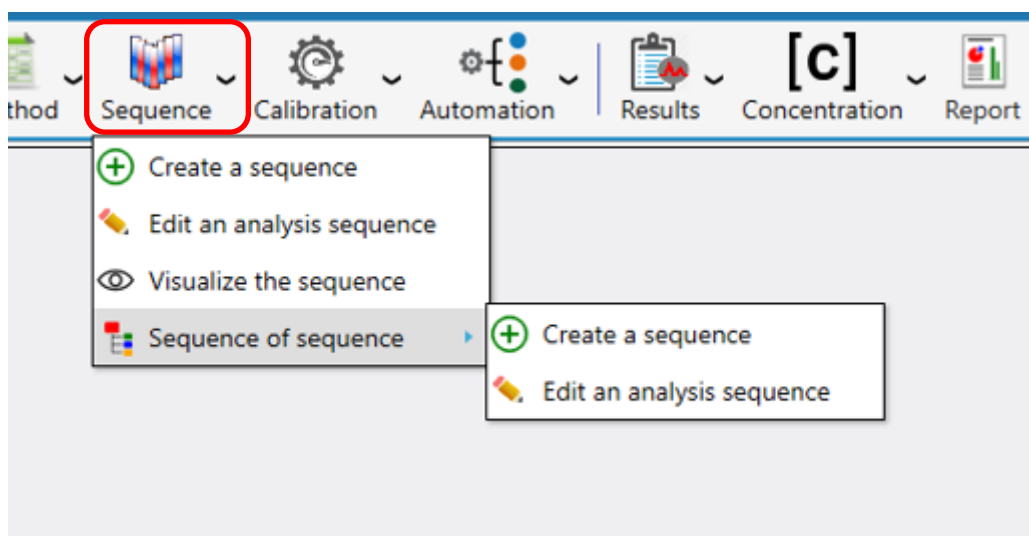 thod
Sequence
Calibration
Automation
Results
[c]
Concentration
Report
Create a sequence
Edit an analysis sequence
Visualize the sequence
Sequence of sequence
Create a sequence
Edit an analysis sequence